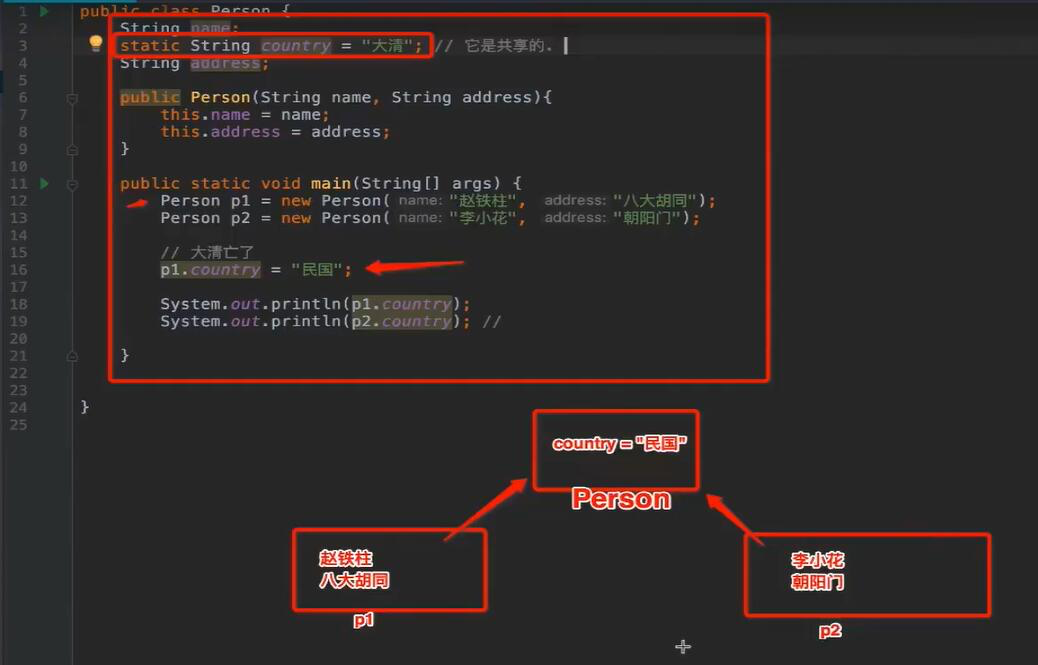 1 public class Person {
2 String name;
3 static String country = "大清"; // 它是共享的.
4 String address;
5
6 public Person(String name, String address){
7 this.name = name;
8 this.address = address;
9 }
10
11 public static void main(String[] args) {
12 Person p1 = new Person( name: "赵铁柱", address: "八大胡同");
13 Person p2 = new Person( name: "李小花", address: "朝阳门");
14
15 // 大清亡了
16 p1.country = "民国";
17
18 System.out.println(p1.country);
19 System.out.println(p2.country); //
20
21 }
22
23
24 }
25
country = "民国"
Person
赵铁柱
八大胡同
p1
李小花
朝阳门
p2